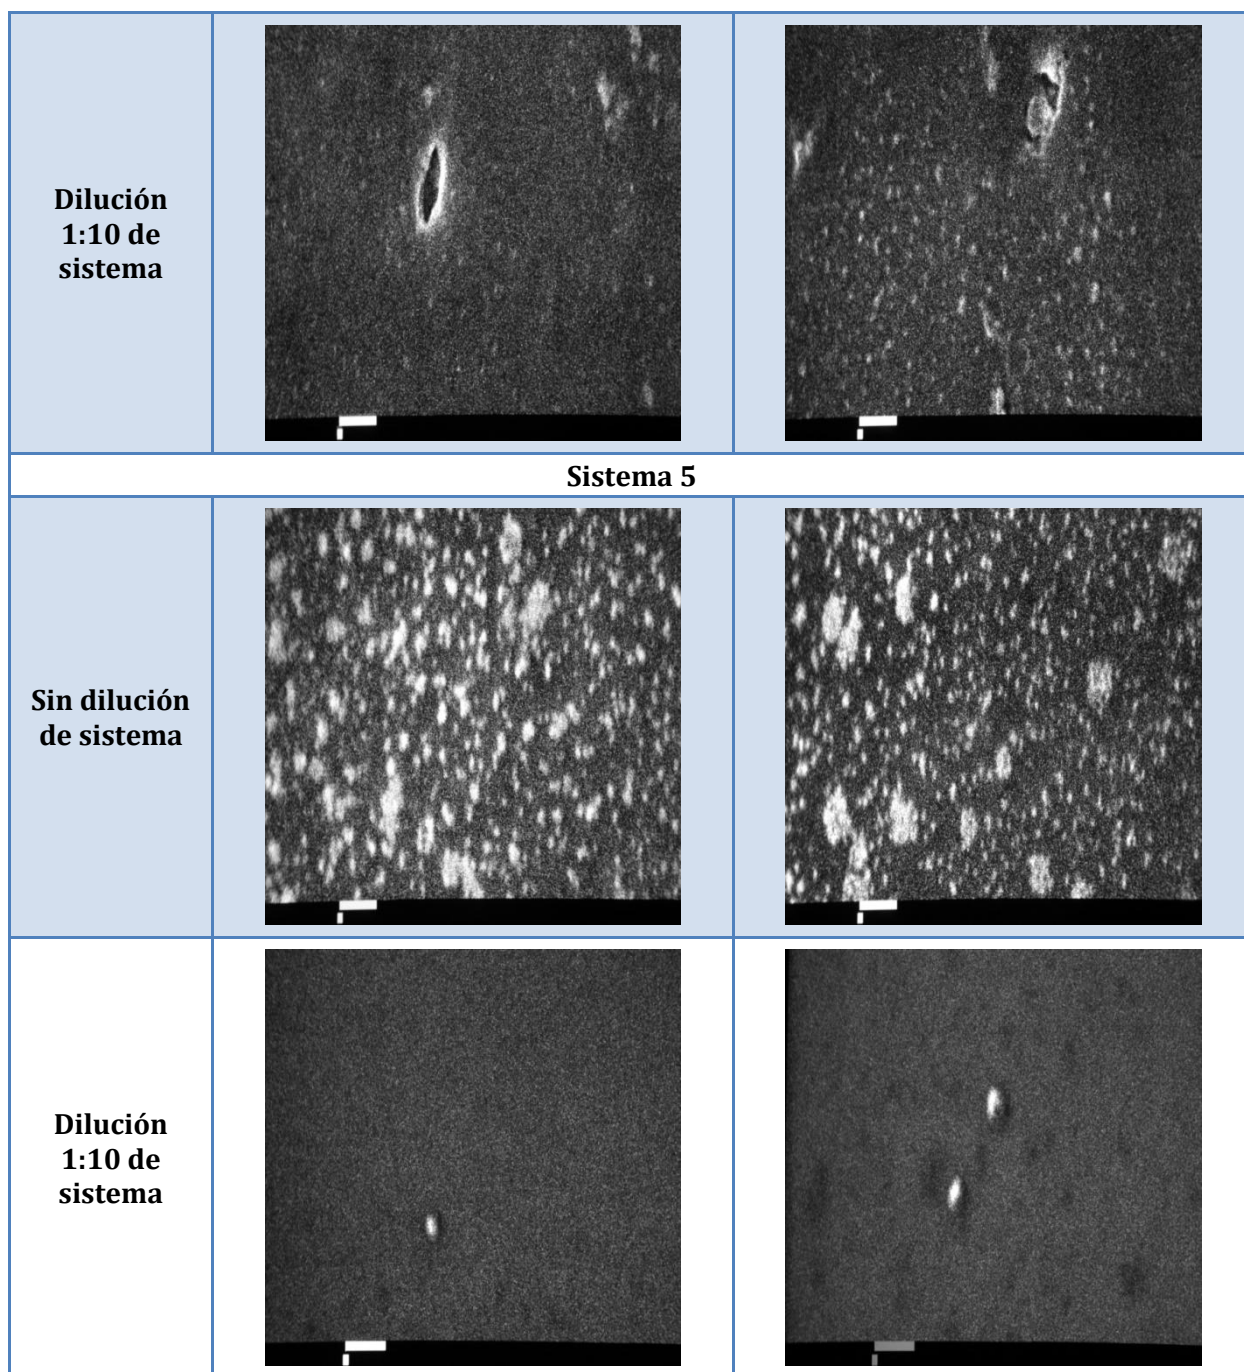 Dilución
1:10 de
sistema
Sistema 5
Sin dilución
de sistema
Dilución
1:10 de
sistema